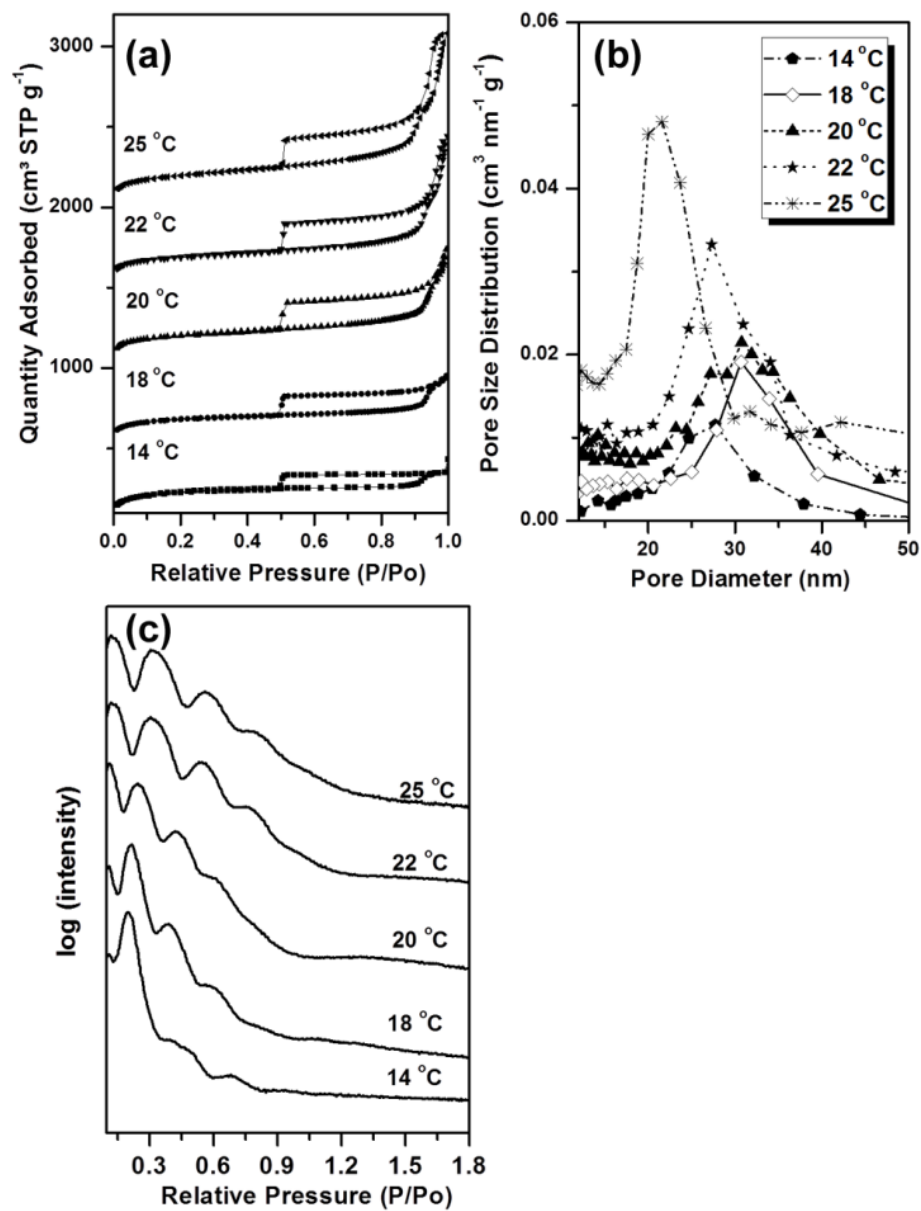 (a)
3000
2000
1000
Quantity Adsorbed (cm³ STP g⁻¹)
25 °C
22 °C
20 °C
18 °C
14 °C
0.0 0.2 0.4 0.6 0.8 1.0
Relative Pressure (P/Po)
(b)
0.06
0.04
0.02
0.00
Pore Size Distribution (cm³ nm⁻¹ g⁻¹)
14 °C
18 °C
20 °C
22 °C
25 °C
20 30 40 50
Pore Diameter (nm)
(c)
log (intensity)
25 °C
22 °C
20 °C
18 °C
14 °C
0.3 0.6 0.9 1.2 1.5 1.8
Relative Pressure (P/Po)